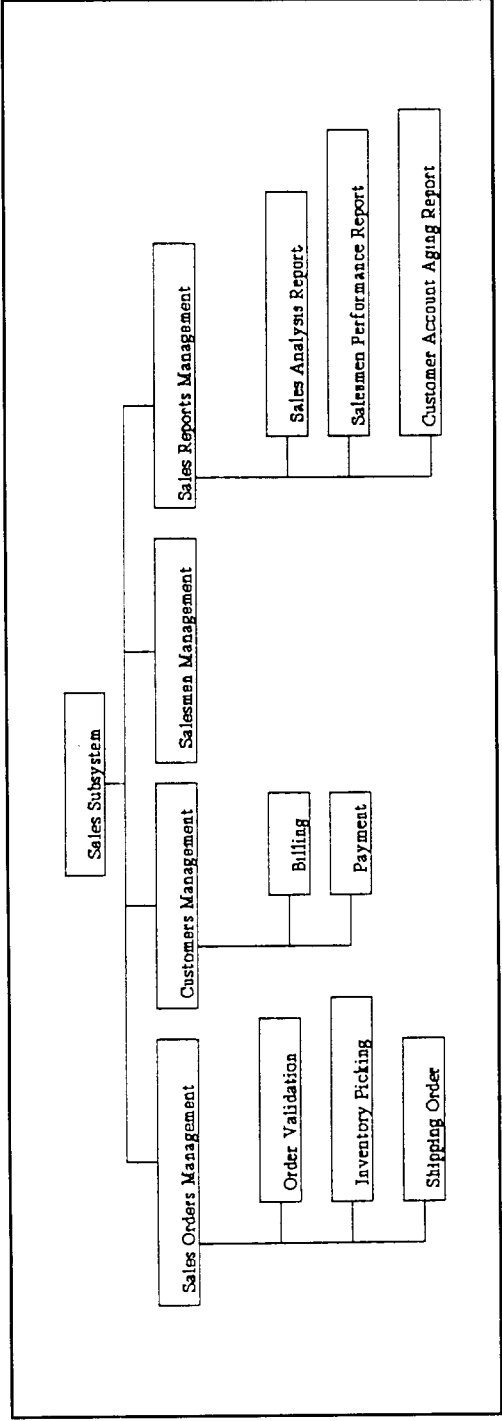 Sales Subsystem
Sales Orders Management
Customers Management
Salesmen Management
Sales Reports Management
Order Validation
Inventory Picking
Shipping Order
Billing
Payment
Sales Analysis Report
Salesmen Performance Report
Customer Account Aging Report